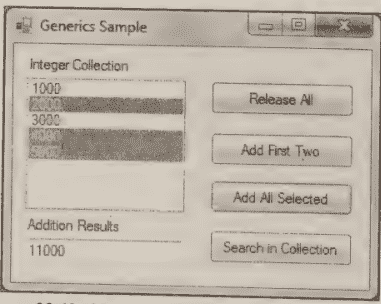 Generics Sample
Integer Collection
1000
2000
3000
Release All
Add First Two
Add All Selected
Addition Results
11000
Search in Collection